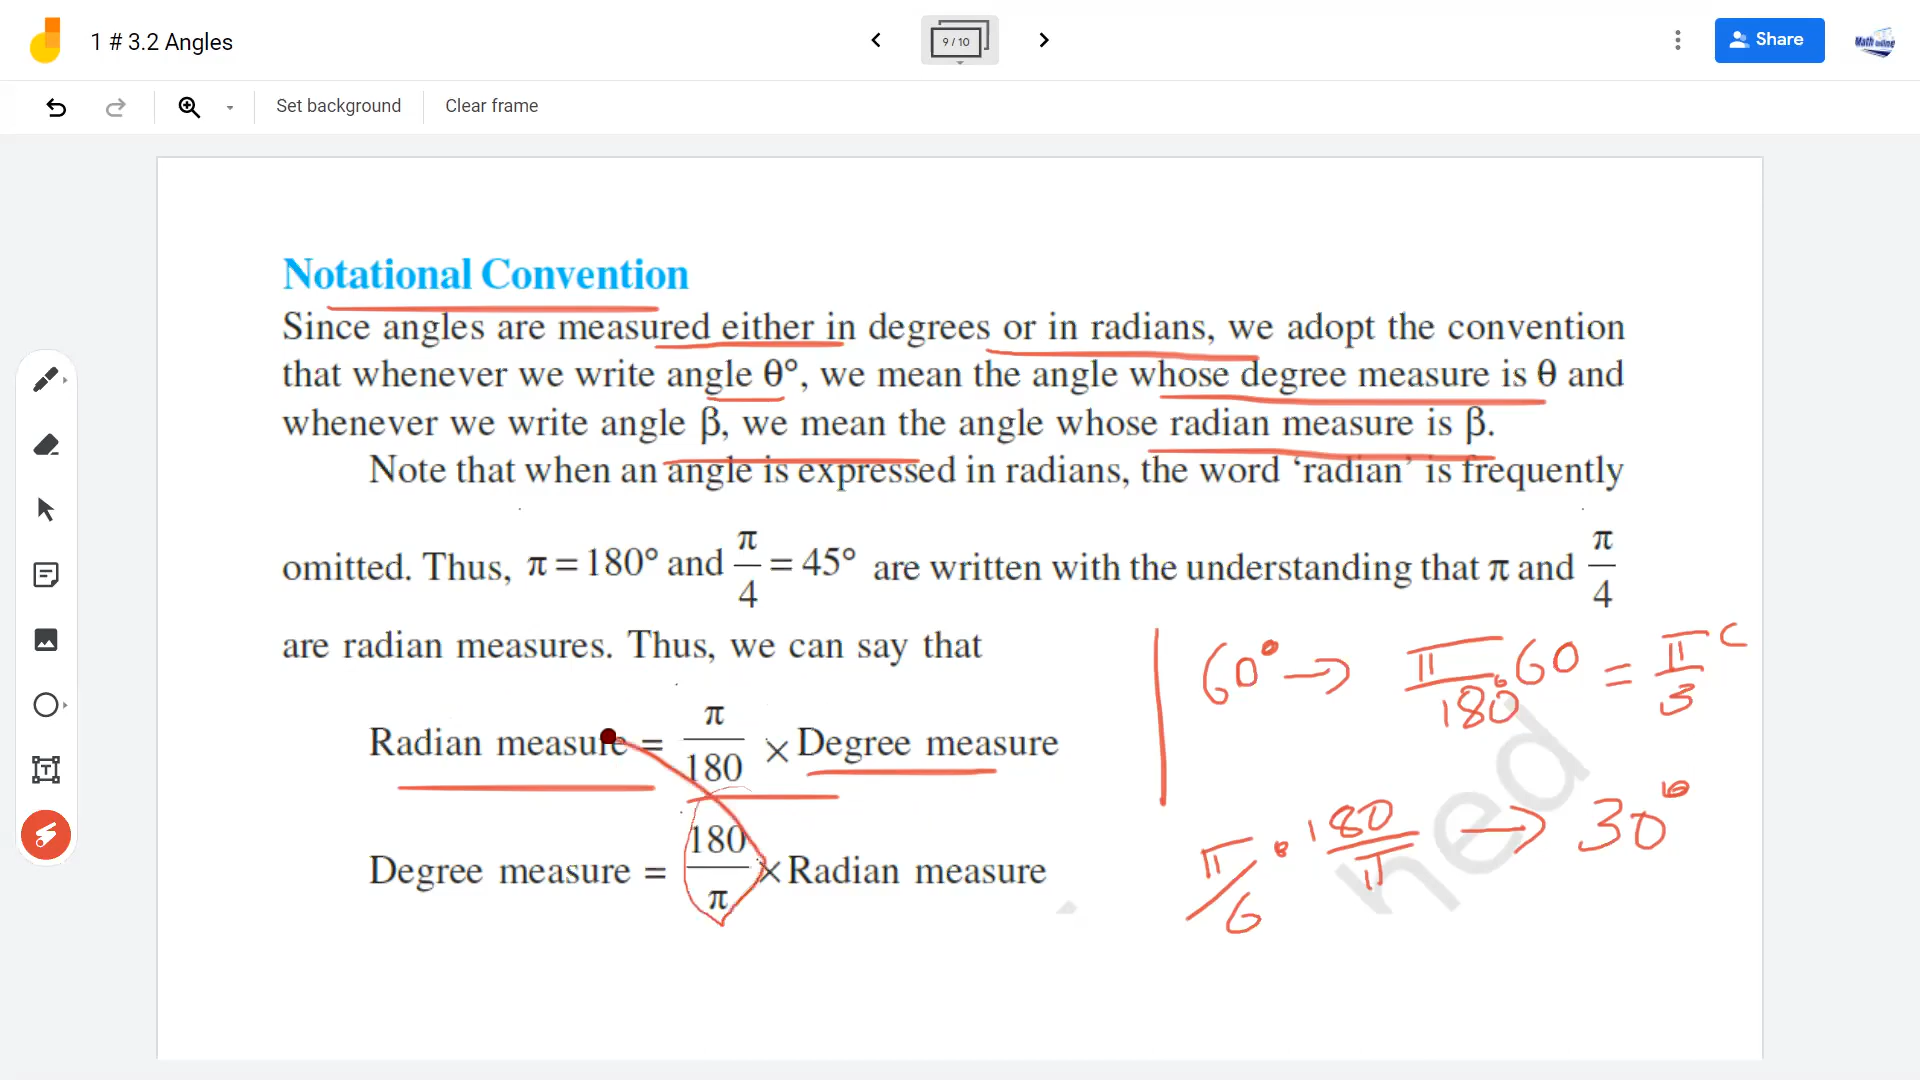 1 # 3.2 Angles
9 / 10
Share
Math online
Set background
Clear frame
Notational Convention
Since angles are measured either in degrees or in radians, we adopt the convention
that whenever we write angle θ°, we mean the angle whose degree measure is θ and
whenever we write angle β, we mean the angle whose radian measure is β.
Note that when an angle is expressed in radians, the word ‘radian’ is frequently
omitted. Thus, π = 180° and π/4 = 45° are written with the understanding that π and π/4
are radian measures. Thus, we can say that
Radian measure = π/180 × Degree measure
Degree measure = 180/π × Radian measure
60° → π/180 · 60 = π/3 c
π/6 · 180/π → 30°
hed